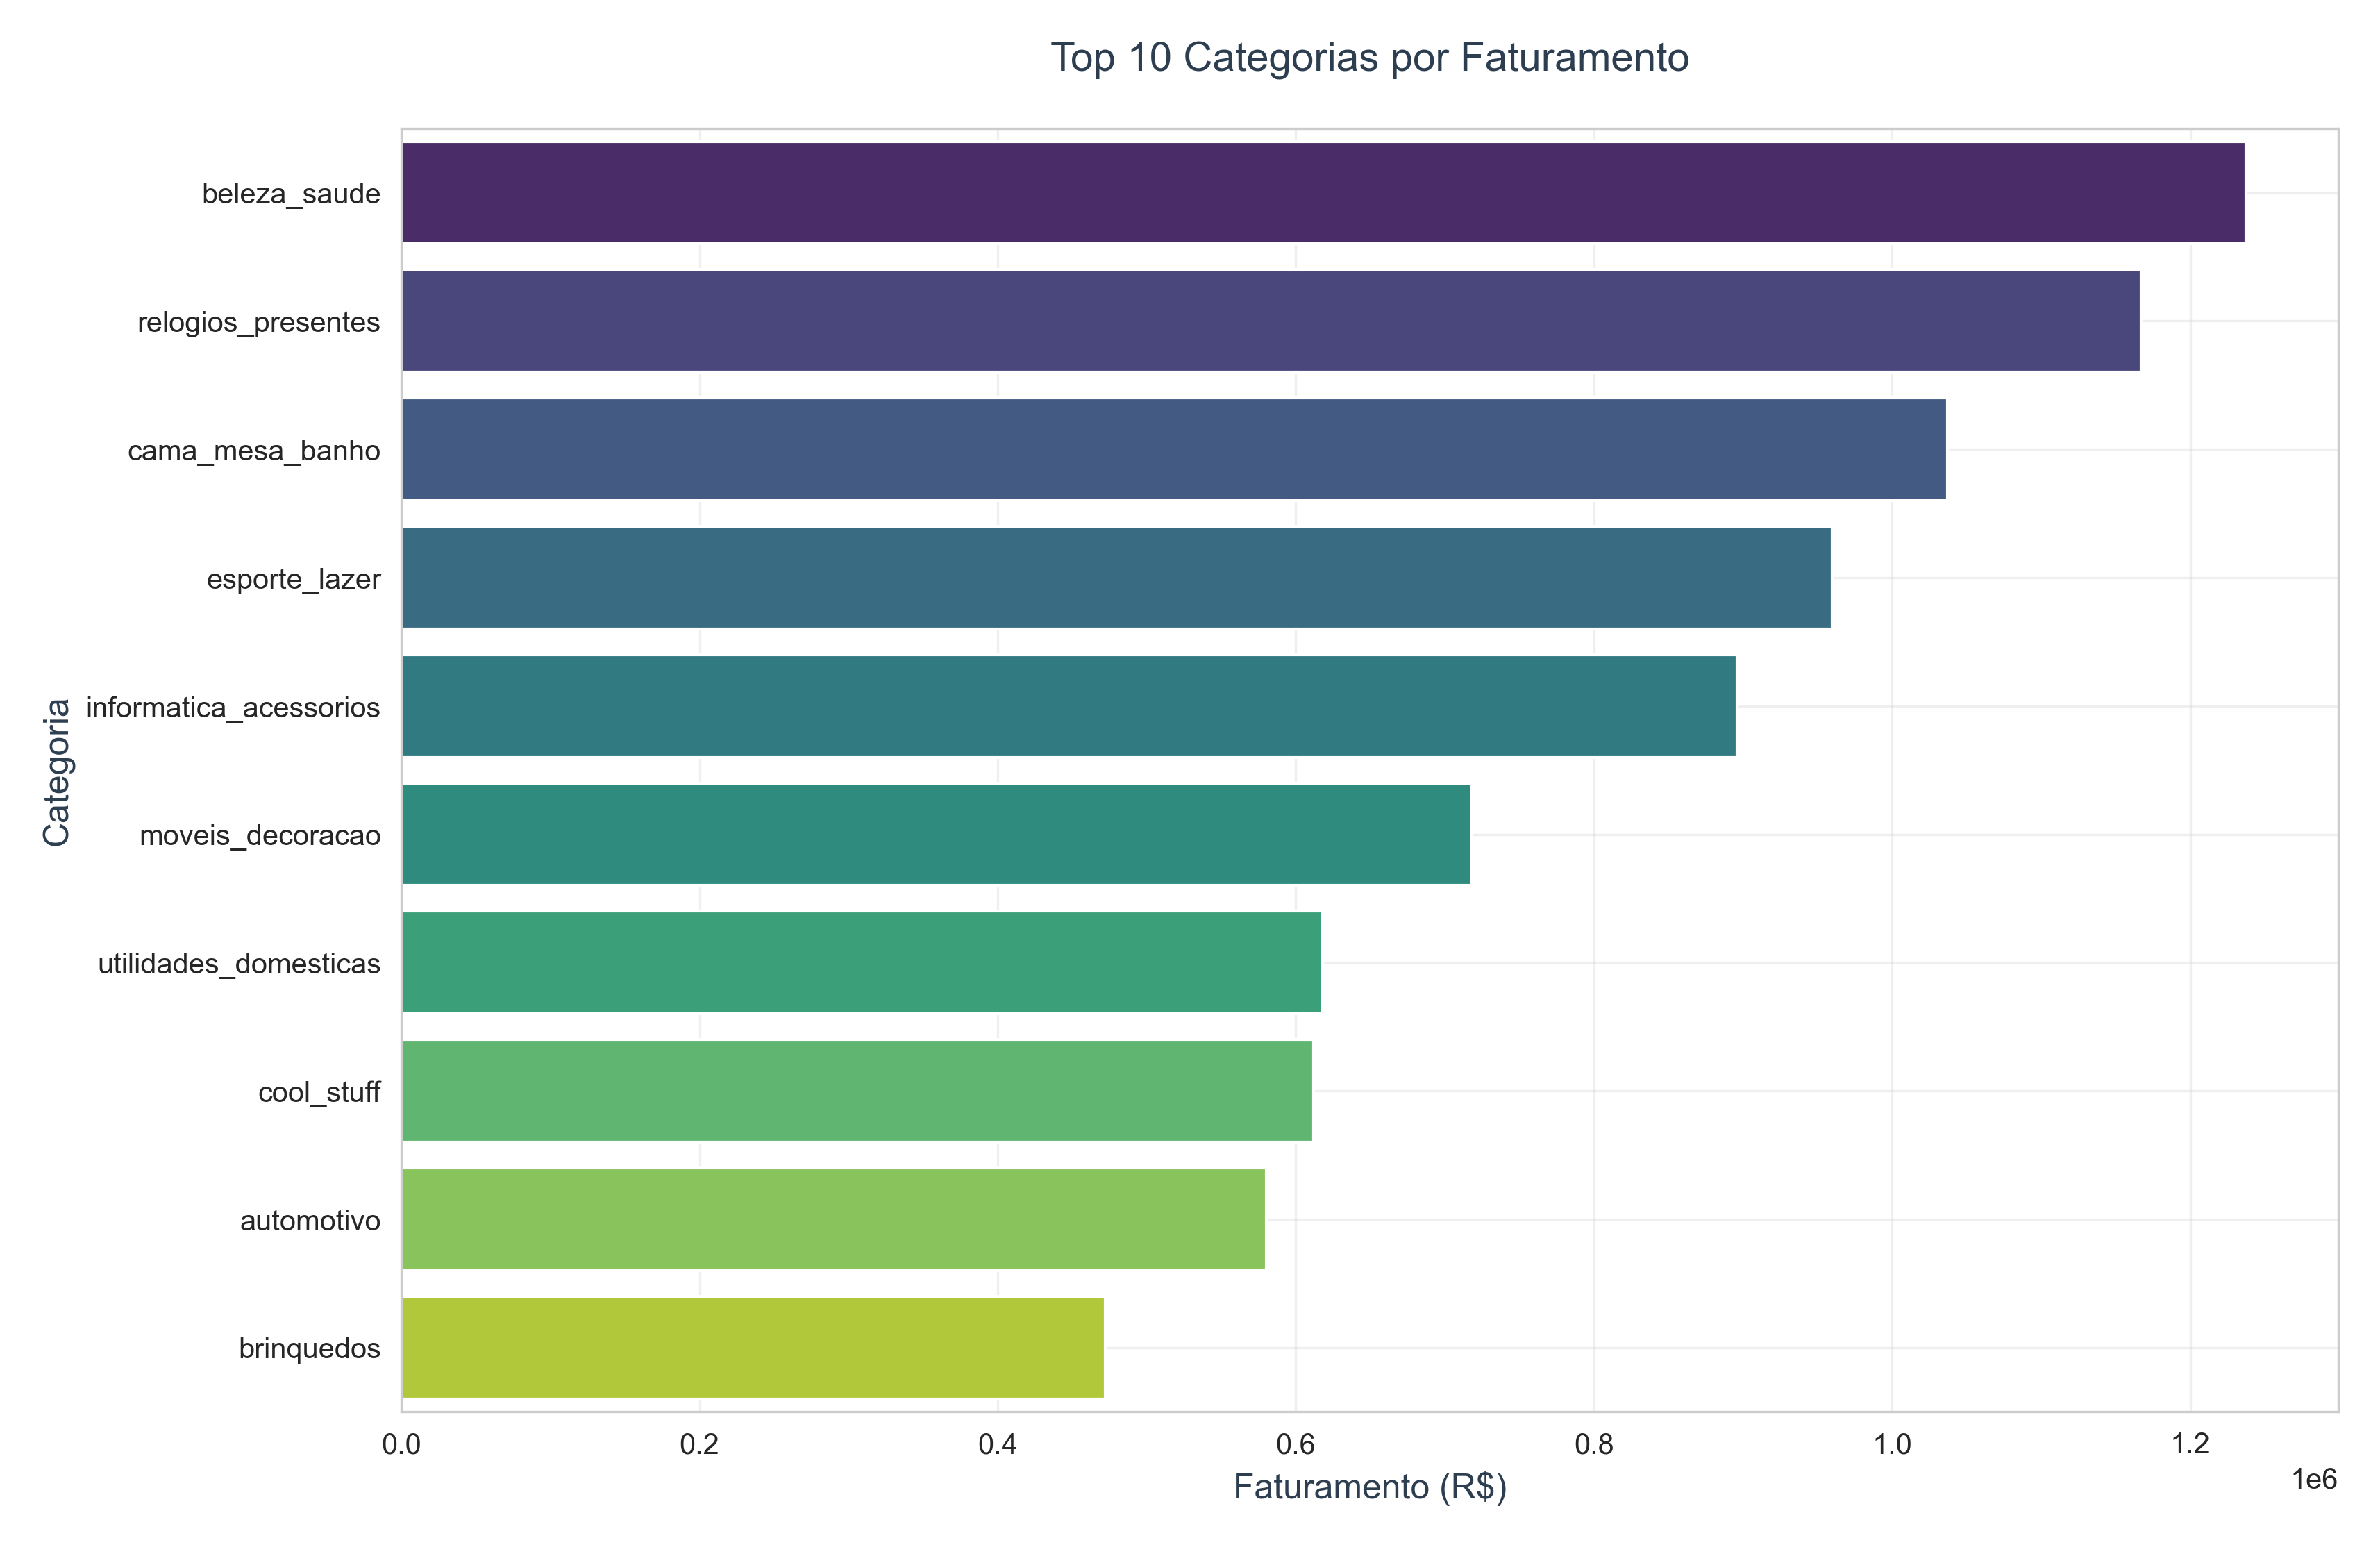 Top 10 Categorias por Faturamento
Categoria
beleza_saude
relogios_presentes
cama_mesa_banho
esporte_lazer
informatica_acessorios
moveis_decoracao
utilidades_domesticas
cool_stuff
automotivo
brinquedos
0.0 0.2 0.4 0.6 0.8 1.0 1.2
1e6
Faturamento (R$)